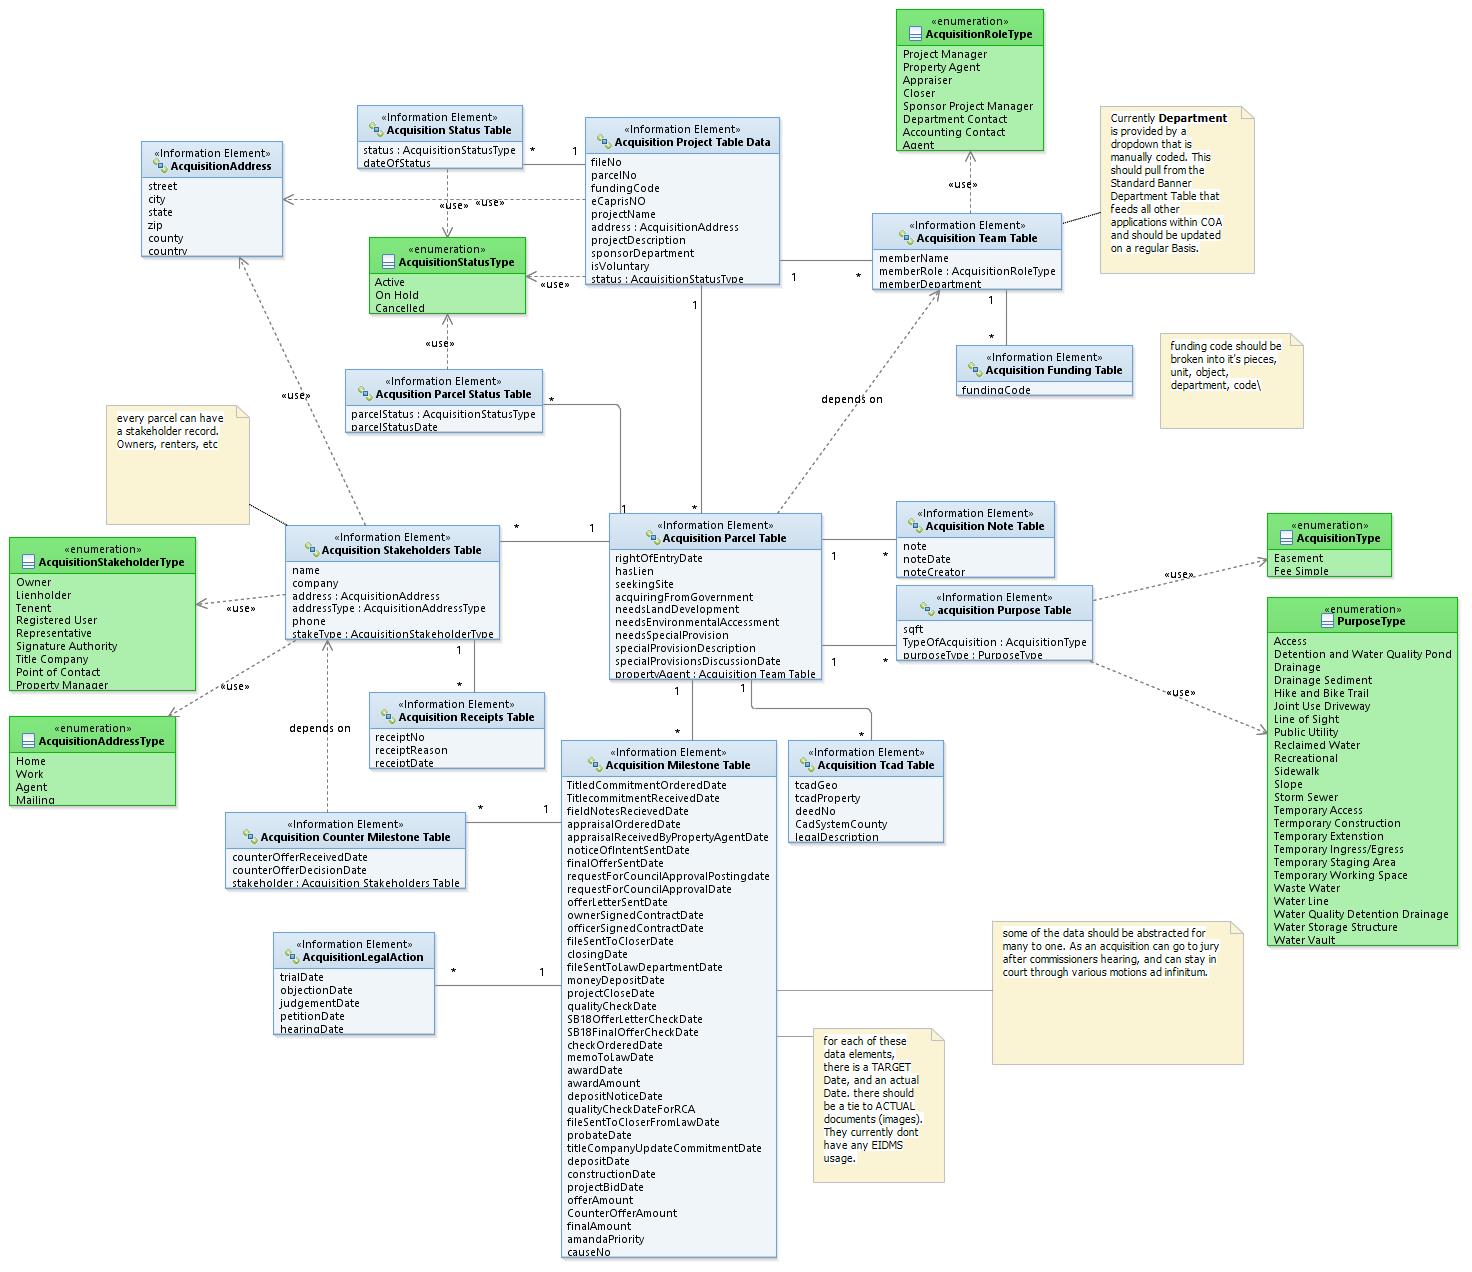 «enumeration»
AcquisitionRoleType
Project Manager
Property Agent
Appraiser
Closer
Sponsor Project Manager
Department Contact
Accounting Contact
Agent
Currently Department
is provided by a
dropdown that is
manually coded. This
should pull from the
Standard Banner
Department Table that
feeds all other
applications within COA
and should be updated
on a regular Basis.
«Information Element»
Acquisition Status Table
status : AcquisitionStatusType
dateOfStatus
* 1
«Information Element»
Acquisition Project Table Data
fileNo
parcelNo
fundingCode
eCaprisNO
projectName
address : AcquisitionAddress
projectDescription
sponsorDepartment
isVoluntary
status : AcquisitionStatusType
«Information Element»
AcquisitionAddress
street
city
state
zip
county
country
«use»
«use» «use»
«Information Element»
Acquisition Team Table
memberName
memberRole : AcquisitionRoleType
memberDepartment
«enumeration»
AcquisitionStatusType
Active
On Hold
Cancelled
«use»
1 *
1
1
*
«use»
«Information Element»
Acquisition Funding Table
fundingCode
funding code should be
broken into it's pieces,
unit, object,
department, code\
«Information Element»
Acqusition Parcel Status Table
parcelStatus : AcquisitionStatusType
parcelStatusDate
*
«use»
depends on
every parcel can have
a stakeholder record.
Owners, renters, etc
1 *
«Information Element»
Acquisition Stakeholders Table
name
company
address : AcquisitionAddress
addressType : AcquisitionAddressType
phone
stakeType : AcquisitionStakeholderType
* 1
«Information Element»
Acquisition Parcel Table
rightOfEntryDate
hasLien
seekingSite
acquiringFromGovernment
needsLandDevelopment
needsEnvironmentalAccessment
needsSpecialProvision
specialProvisionDescription
specialProvisionsDiscussionDate
propertyAgent : Acquisition Team Table
1 *
«Information Element»
Acquisition Note Table
note
noteDate
noteCreator
«enumeration»
AcquisitionType
Easement
Fee Simple
«enumeration»
AcquisitionStakeholderType
Owner
Lienholder
Tenent
Registered User
Representative
Signature Authority
Title Company
Point of Contact
Property Manager
«use»
«use»
«Information Element»
acquisition Purpose Table
sqft
TypeOfAcquisition : AcquisitionType
purposeType : PurposeType
1 *
«use»
«enumeration»
PurposeType
Access
Detention and Water Quality Pond
Drainage
Drainage Sediment
Hike and Bike Trail
Joint Use Driveway
Line of Sight
Public Utility
Reclaimed Water
Recreational
Sidewalk
Slope
Storm Sewer
Temporary Access
Termporary Construction
Temporary Extenstion
Temporary Ingress/Egress
Temporary Staging Area
Temporary Working Space
Waste Water
Water Line
Water Quality Detention Drainage
Water Storage Structure
Water Vault
«use»
1
*
«Information Element»
Acquisition Receipts Table
receiptNo
receiptReason
receiptDate
«enumeration»
AcquisitionAddressType
Home
Work
Agent
Mailing
depends on
1 1
* *
«Information Element»
Acquisition Milestone Table
TitledCommitmentOrderedDate
TitlecommitmentReceivedDate
fieldNotesRecievedDate
appraisalOrderedDate
appraisalReceivedByPropertyAgentDate
noticeOfIntentSentDate
finalOfferSentDate
requestForCouncilApprovalPostingdate
requestForCouncilApprovalDate
offerLetterSentDate
ownerSignedContractDate
officerSignedContractDate
fileSentToCloserDate
closingDate
fileSentToLawDepartmentDate
moneyDepositDate
projectCloseDate
qualityCheckDate
SB18OfferLetterCheckDate
SB18FinalOfferCheckDate
checkOrderedDate
memoToLawDate
awardDate
awardAmount
depositNoticeDate
qualityCheckDateForRCA
fileSentToCloserFromLawDate
probateDate
titleCompanyUpdateCommitmentDate
depositDate
constructionDate
projectBidDate
offerAmount
CounterOfferAmount
finalAmount
amandaPriority
causeNo
«Information Element»
Acquisition Tcad Table
tcadGeo
tcadProperty
deedNo
CadSystemCounty
legalDescription
«Information Element»
Acquisition Counter Milestone Table
counterOfferReceivedDate
counterOfferDecisionDate
stakeholder : Acquisition Stakeholders Table
* 1
«Information Element»
AcquisitionLegalAction
trialDate
objectionDate
judgementDate
petitionDate
hearingDate
* 1
some of the data should be abstracted for
many to one. As an acquisition can go to jury
after commissioners hearing, and can stay in
court through various motions ad infinitum.
for each of these
data elements,
there is a TARGET
Date, and an actual
Date. there should
be a tie to ACTUAL
documents (images).
They currently dont
have any EIDMS
usage.